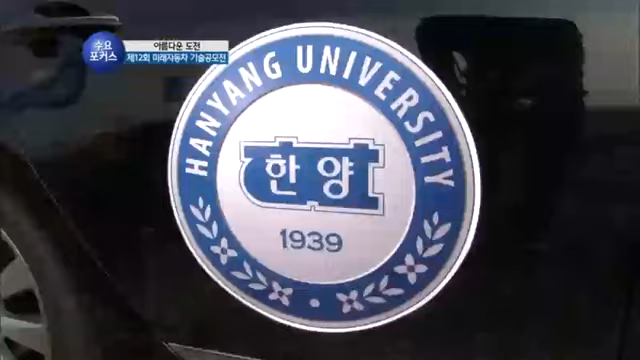 수요
포커스
아름다운 도전
제12회 미래자동차 기술공모전
HANYANG UNIVERSITY
한양
1939